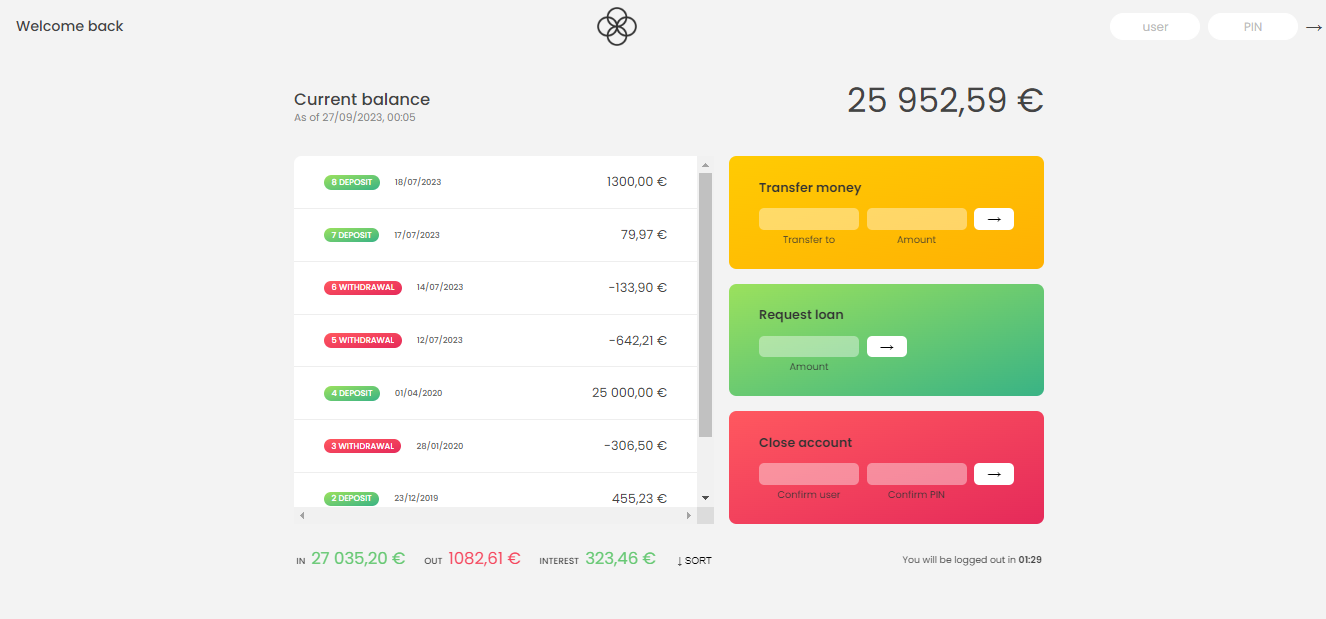 Welcome back
user PIN →
Current balance
As of 27/09/2023, 00:05
25 952,59 €
8 DEPOSIT 18/07/2023 1300,00 €
7 DEPOSIT 17/07/2023 79,97 €
6 WITHDRAWAL 14/07/2023 -133,90 €
5 WITHDRAWAL 12/07/2023 -642,21 €
4 DEPOSIT 01/04/2020 25 000,00 €
3 WITHDRAWAL 28/01/2020 -306,50 €
2 DEPOSIT 23/12/2019 455,23 €
Transfer money
→
Transfer to Amount
Request loan
→
Amount
Close account
→
Confirm user Confirm PIN
IN 27 035,20 € OUT 1082,61 € INTEREST 323,46 € ↓ SORT
You will be logged out in 01:29